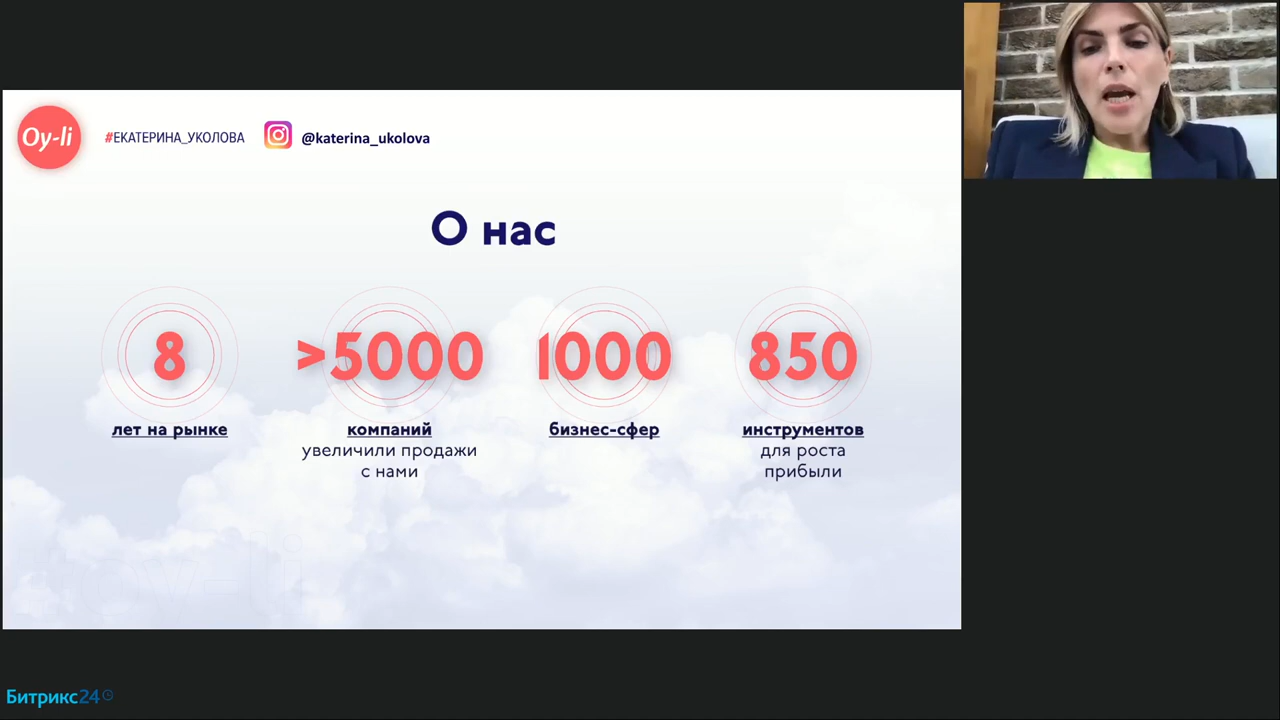 Oy-li
#ЕКАТЕРИНА_УКОЛОВА
@katerina_ukolova
О нас
8
лет на рынке
>5000
компаний
увеличили продажи
с нами
1000
бизнес-сфер
850
инструментов
для роста
прибыли
Битрикс24